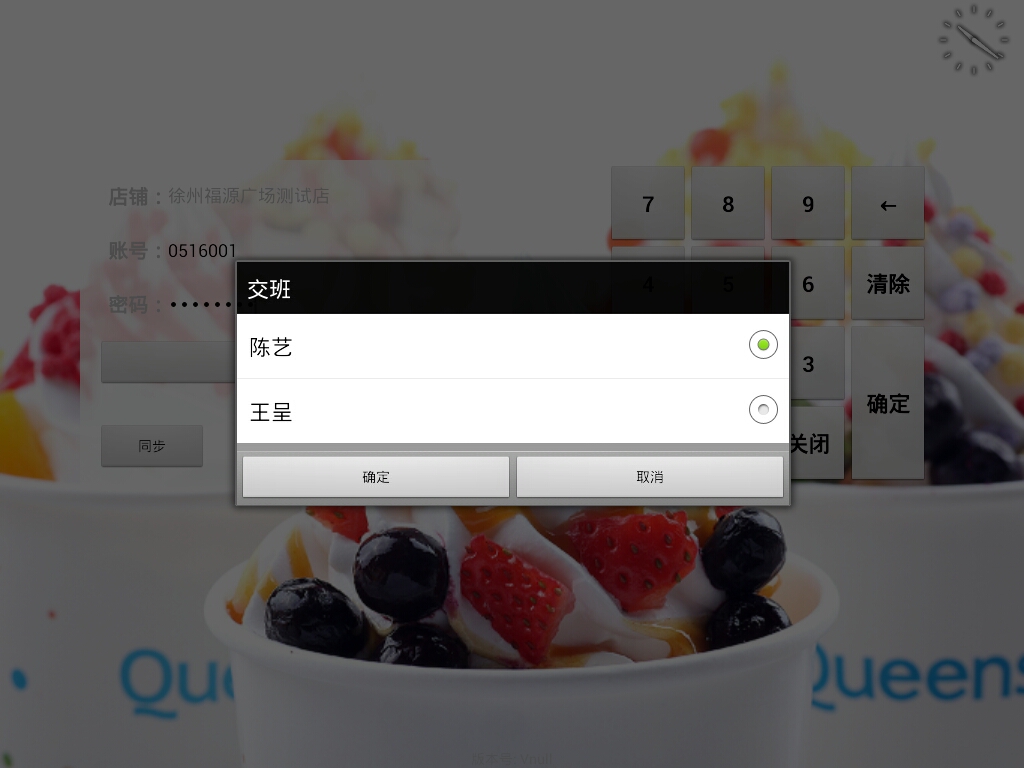 店铺：徐州福源广场测试店
账号：0516001
密码：
7 8 9 ←
4 5 6 清除
3
确定
关闭
交班
陈艺
王呈
确定 取消
同步
Que
Queens